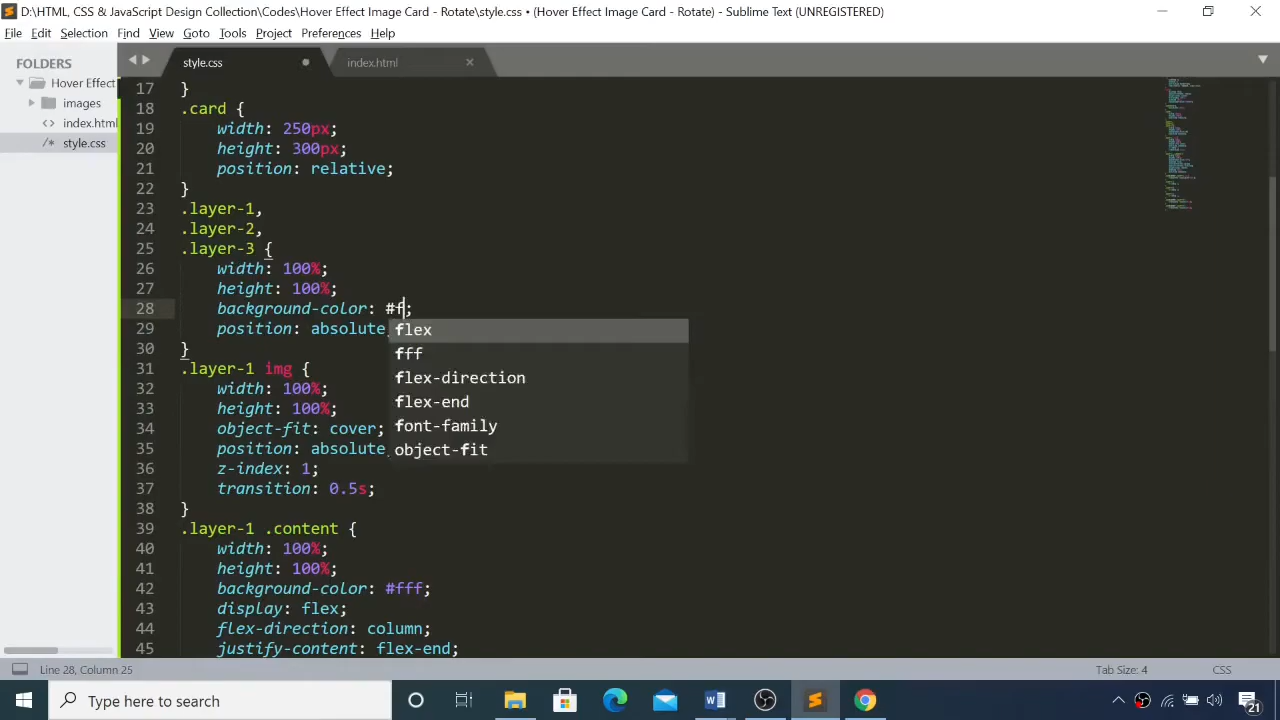 D:\HTML, CSS & JavaScript Design Collection\Codes\Hover Effect Image Card - Rotate\style.css • (Hover Effect Image Card - Rotate) - Sublime Text (UNREGISTERED)
File Edit Selection Find View Goto Tools Project Preferences Help
FOLDERS
Hover Effect
images
index.html
style.css
style.css
index.html
17 }
18 .card {
19 width: 250px;
20 height: 300px;
21 position: relative;
22 }
23 .layer-1,
24 .layer-2,
25 .layer-3 {
26 width: 100%;
27 height: 100%;
28 background-color: #f;
29 position: absolute
30 }
31 .layer-1 img {
32 width: 100%;
33 height: 100%;
34 object-fit: cover;
35 position: absolute
36 z-index: 1;
37 transition: 0.5s;
38 }
39 .layer-1 .content {
40 width: 100%;
41 height: 100%;
42 background-color: #fff;
43 display: flex;
44 flex-direction: column;
45 justify-content: flex-end;
flex
fff
flex-direction
flex-end
font-family
object-fit
Line 28, Column 25
Tab Size: 4
CSS
Type here to search
21